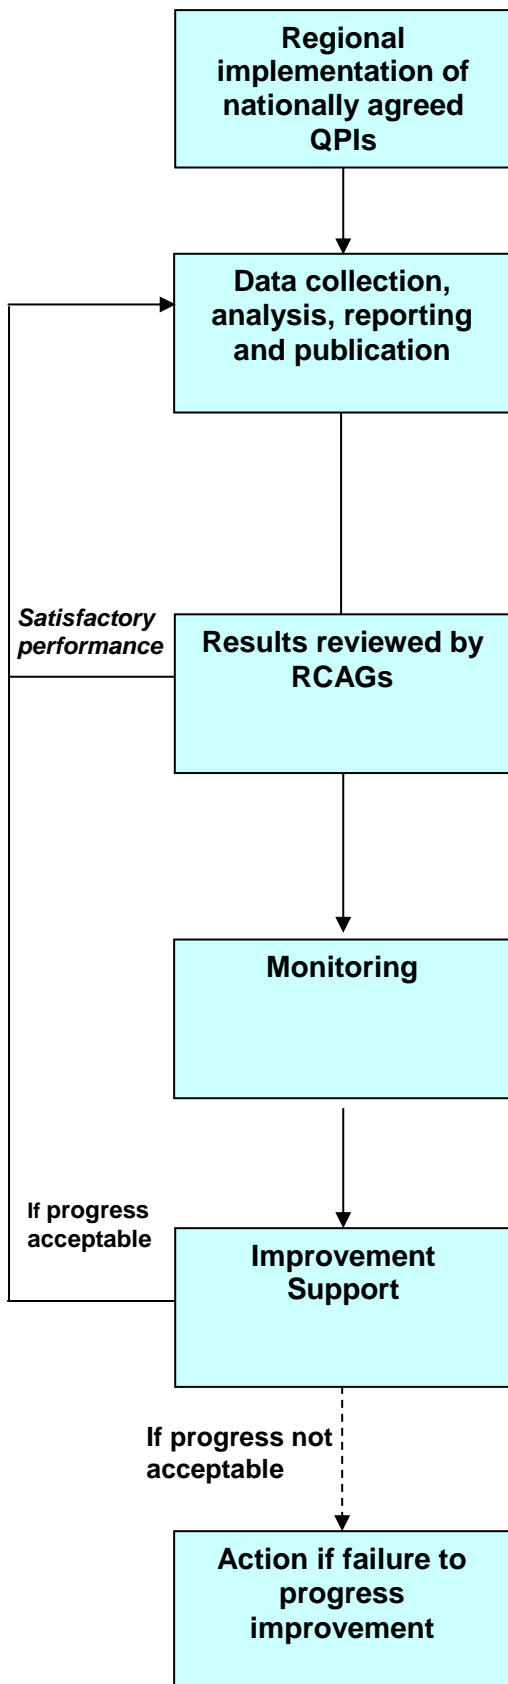 Regional
implementation of
nationally agreed
QPIs
Data collection,
analysis, reporting
and publication
Satisfactory
performance
Results reviewed by
RCAGs
Monitoring
If progress
acceptable
Improvement
Support
If progress not
acceptable
Action if failure to
progress
improvement